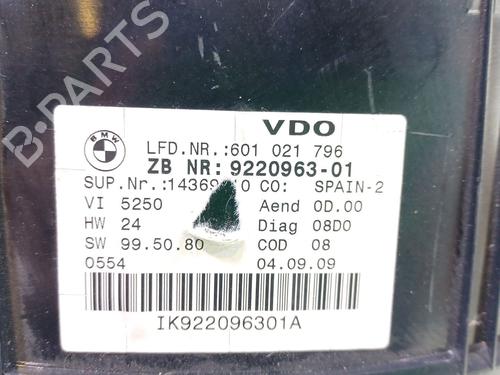 B-PARTS
BMW
VDO
LFD.NR.:601 021 796
ZB NR: 9220963-01
CO: SPAIN-2
VI 5250 Aend 0D.00
HW 24 Diag 08D0
SW 99.50.80 COD 08
0554 04.09.09
IK922096301A